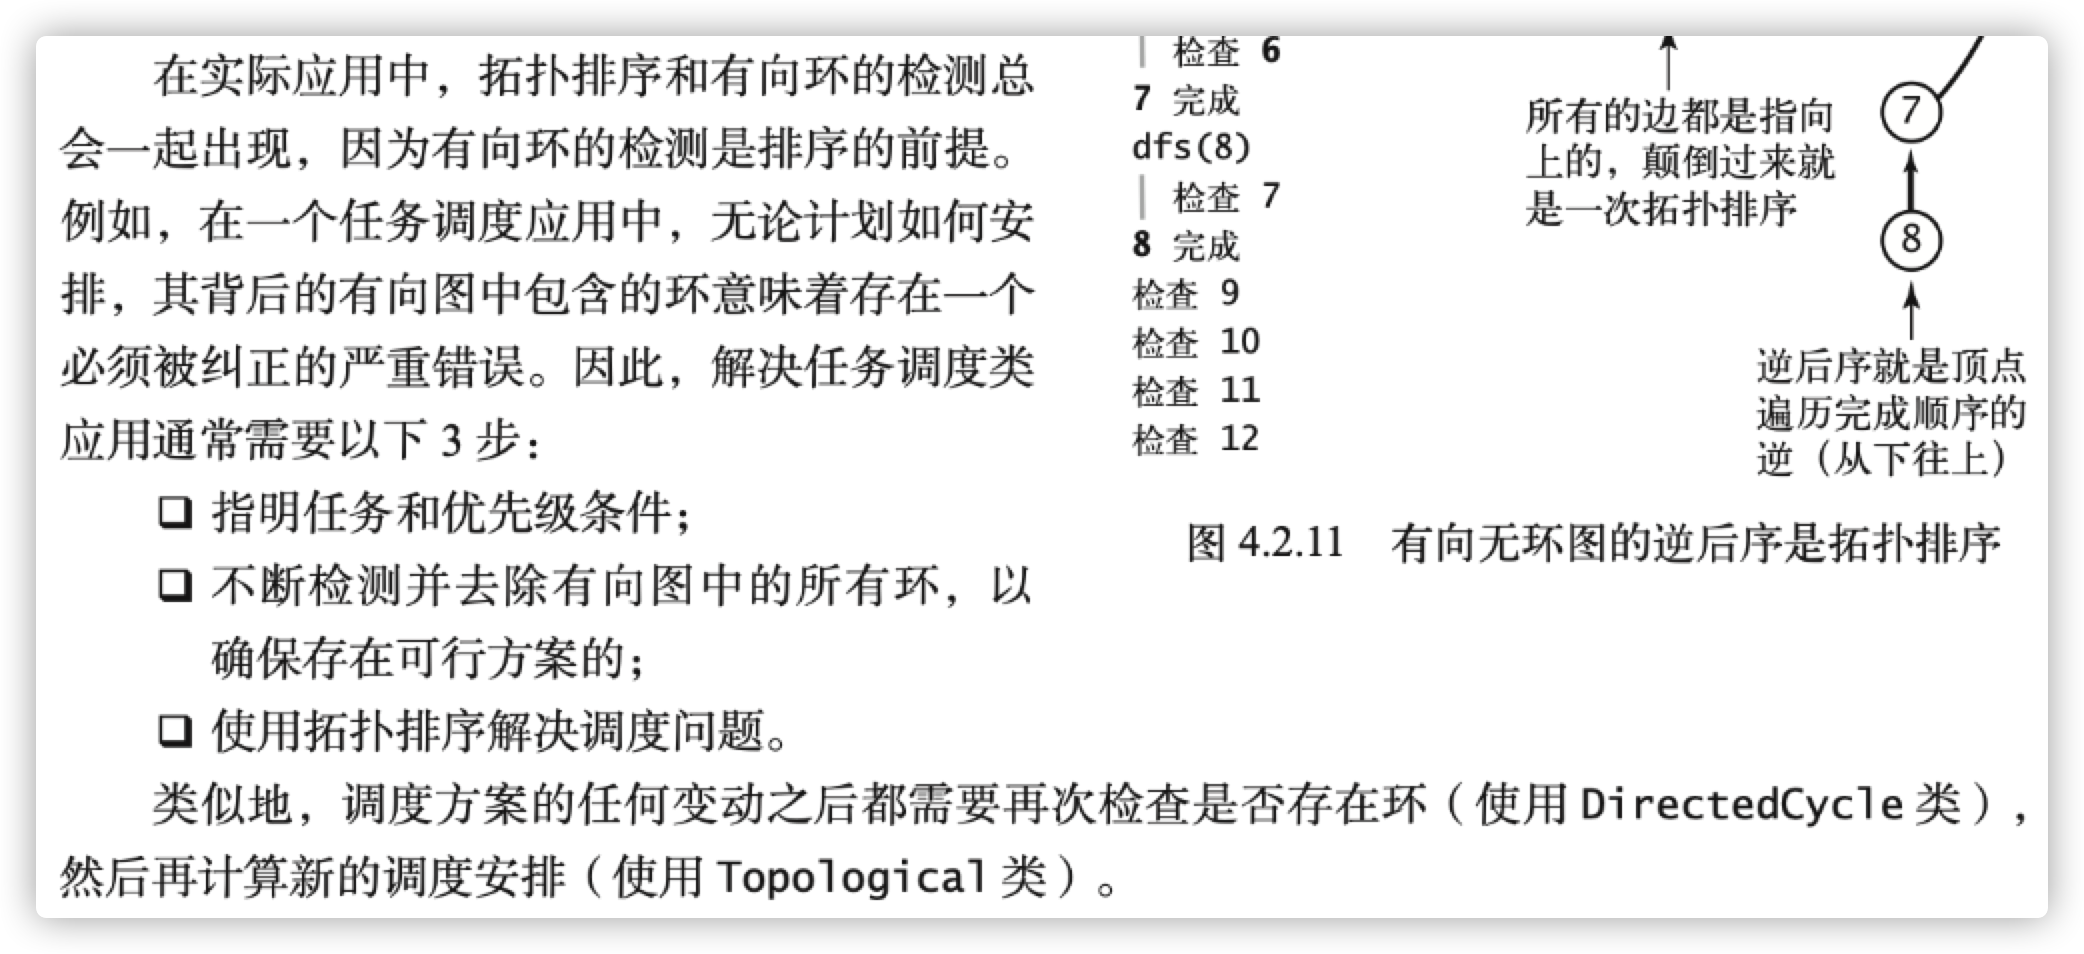 在实际应用中，拓扑排序和有向环的检测总
会一起出现，因为有向环的检测是排序的前提。
例如，在一个任务调度应用中，无论计划如何安
排，其背后的有向图中包含的环意味着存在一个
必须被纠正的严重错误。因此，解决任务调度类
应用通常需要以下 3 步：
❑ 指明任务和优先级条件；
❑ 不断检测并去除有向图中的所有环，以
确保存在可行方案的；
❑ 使用拓扑排序解决调度问题。
检查 6
7 完成
dfs(8)
检查 7
8 完成
检查 9
检查 10
检查 11
检查 12
所有的边都是指向
上的，颠倒过来就
是一次拓扑排序
7
8
逆后序就是顶点
遍历完成顺序的
逆（从下往上）
图 4.2.11 有向无环图的逆后序是拓扑排序
类似地，调度方案的任何变动之后都需要再次检查是否存在环（使用 DirectedCycle 类），
然后再计算新的调度安排（使用 Topological 类）。